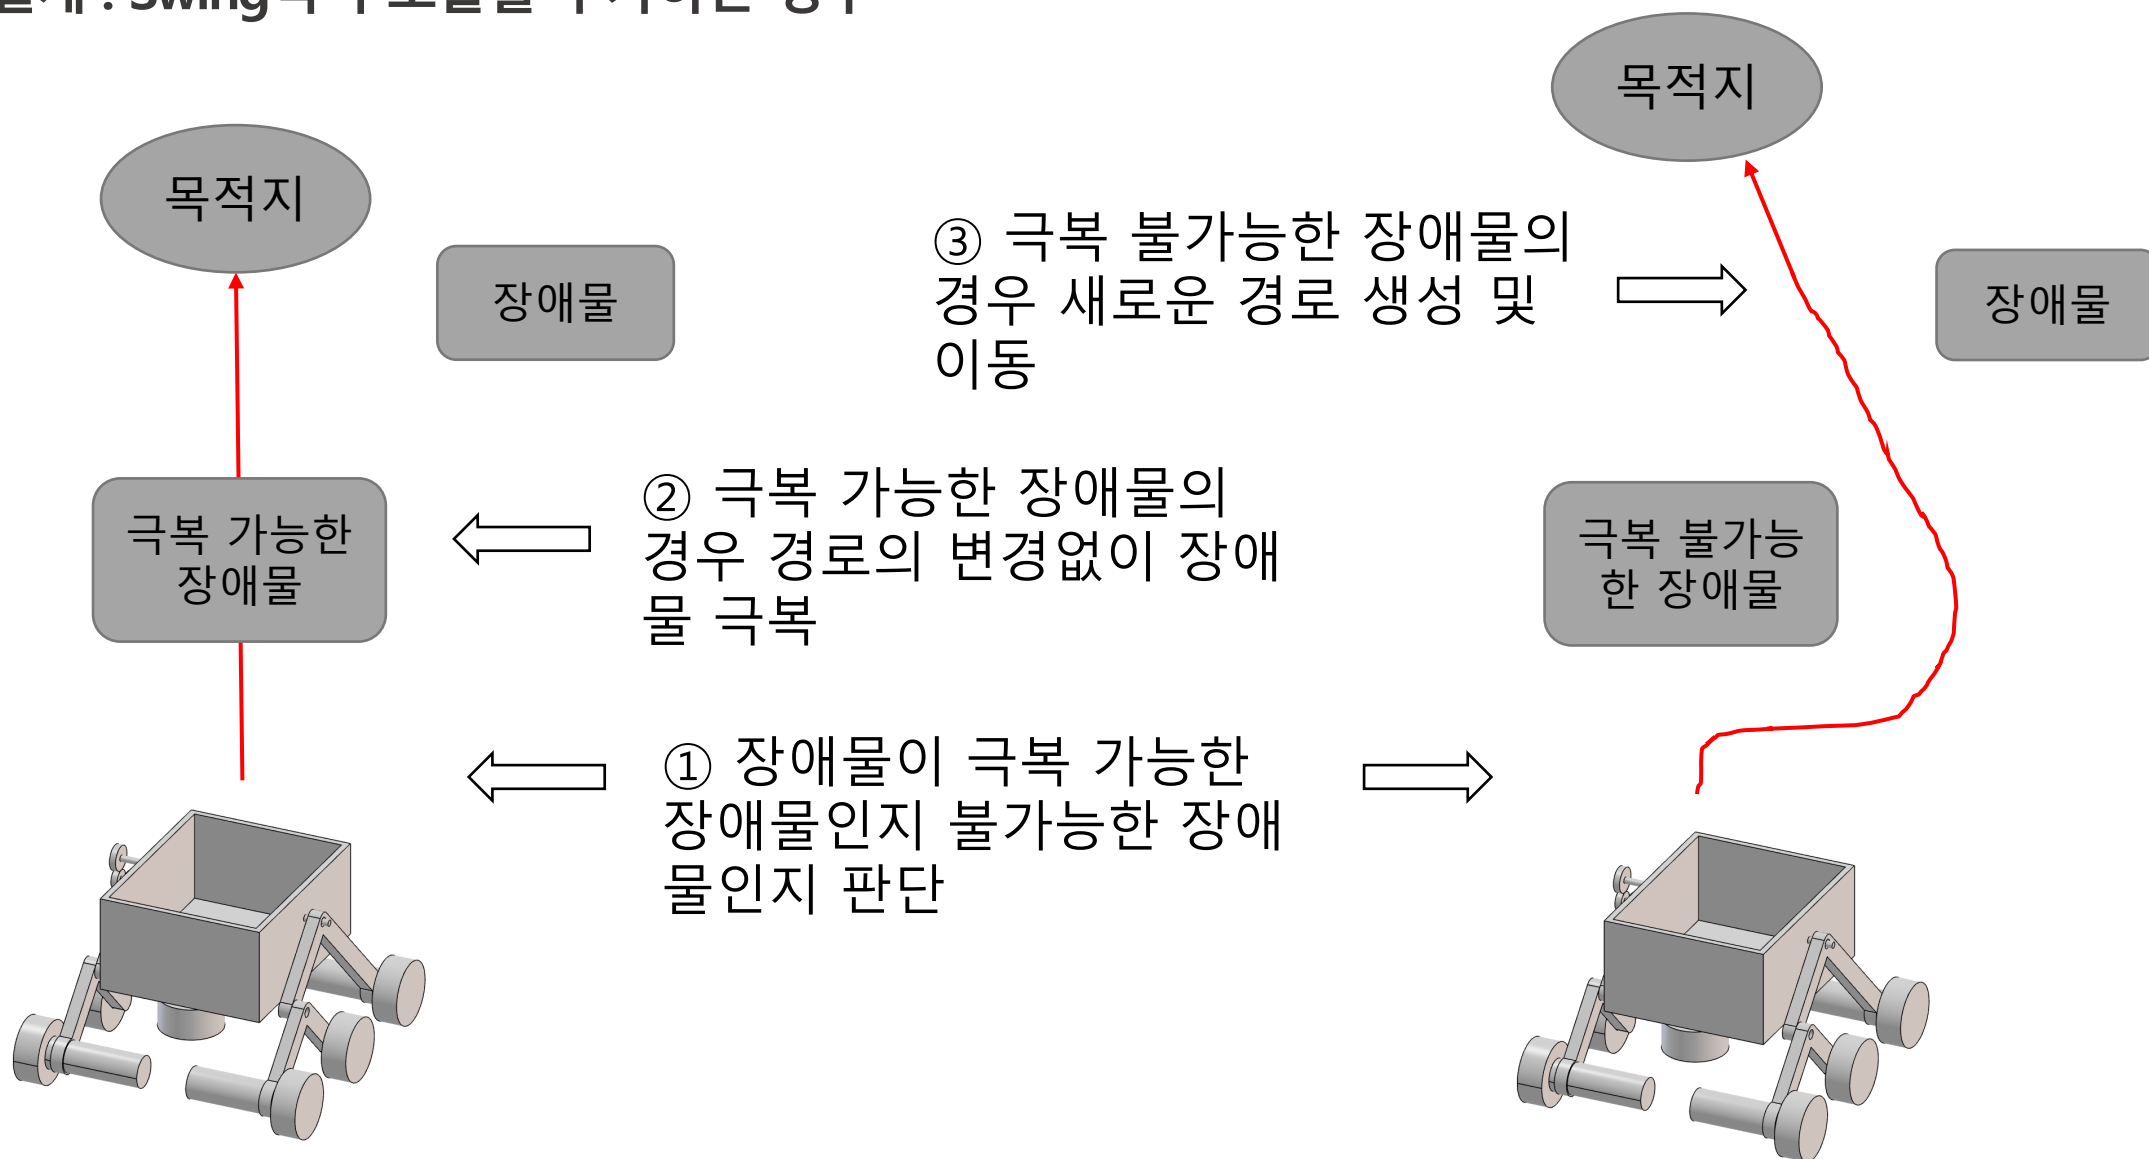 : Swing
목적지
목적지
장애물
③ 극복 불가능한 장애물의
경우 새로운 경로 생성 및
이동
장애물
극복 가능한
장애물
② 극복 가능한 장애물의
경우 경로의 변경없이 장애
물 극복
극복 불가능
한 장애물
① 장애물이 극복 가능한
장애물인지 불가능한 장애
물인지 판단